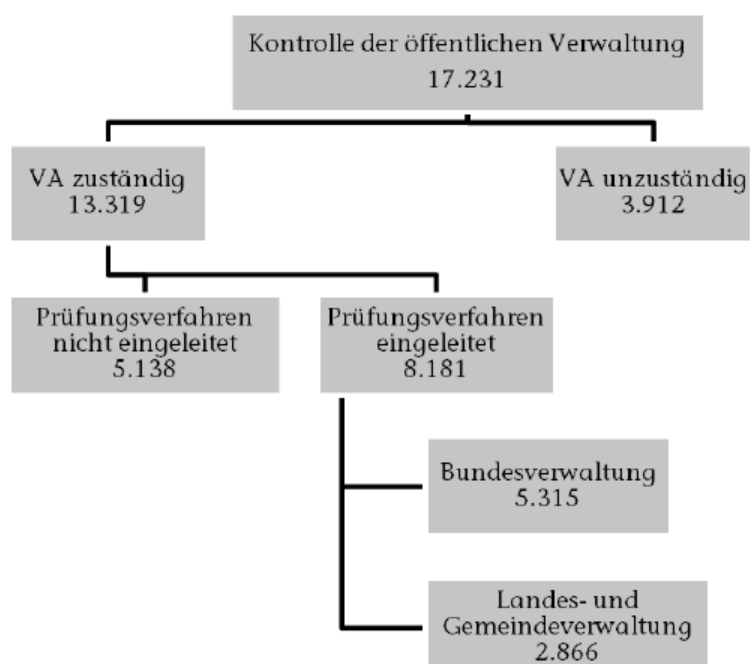 Kontrolle der öffentlichen Verwaltung
17.231
VA zuständig
13.319
VA unzuständig
3.912
Prüfungsverfahren
nicht eingeleitet
5.138
Prüfungsverfahren
eingeleitet
8.181
Bundesverwaltung
5.315
Landes- und
Gemeindeverwaltung
2.866